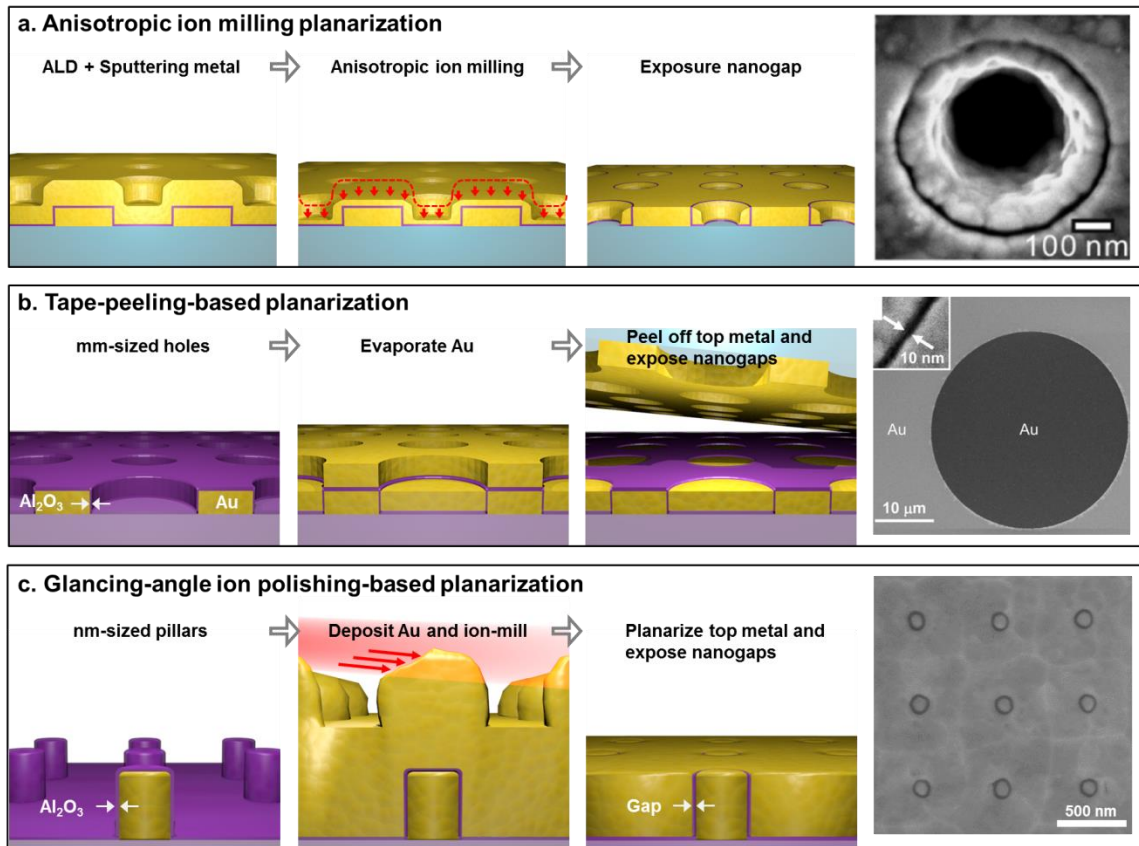 a. Anisotropic ion milling planarization
ALD + Sputtering metal
Anisotropic ion milling
Exposure nanogap
100 nm
b. Tape-peeling-based planarization
mm-sized holes
Evaporate Au
Peel off top metal and
expose nanogaps
Al₂O₃
Au
10 nm
Au
Au
10 μm
c. Glancing-angle ion polishing-based planarization
nm-sized pillars
Deposit Au and ion-mill
Planarize top metal and
expose nanogaps
Al₂O₃
Gap
500 nm